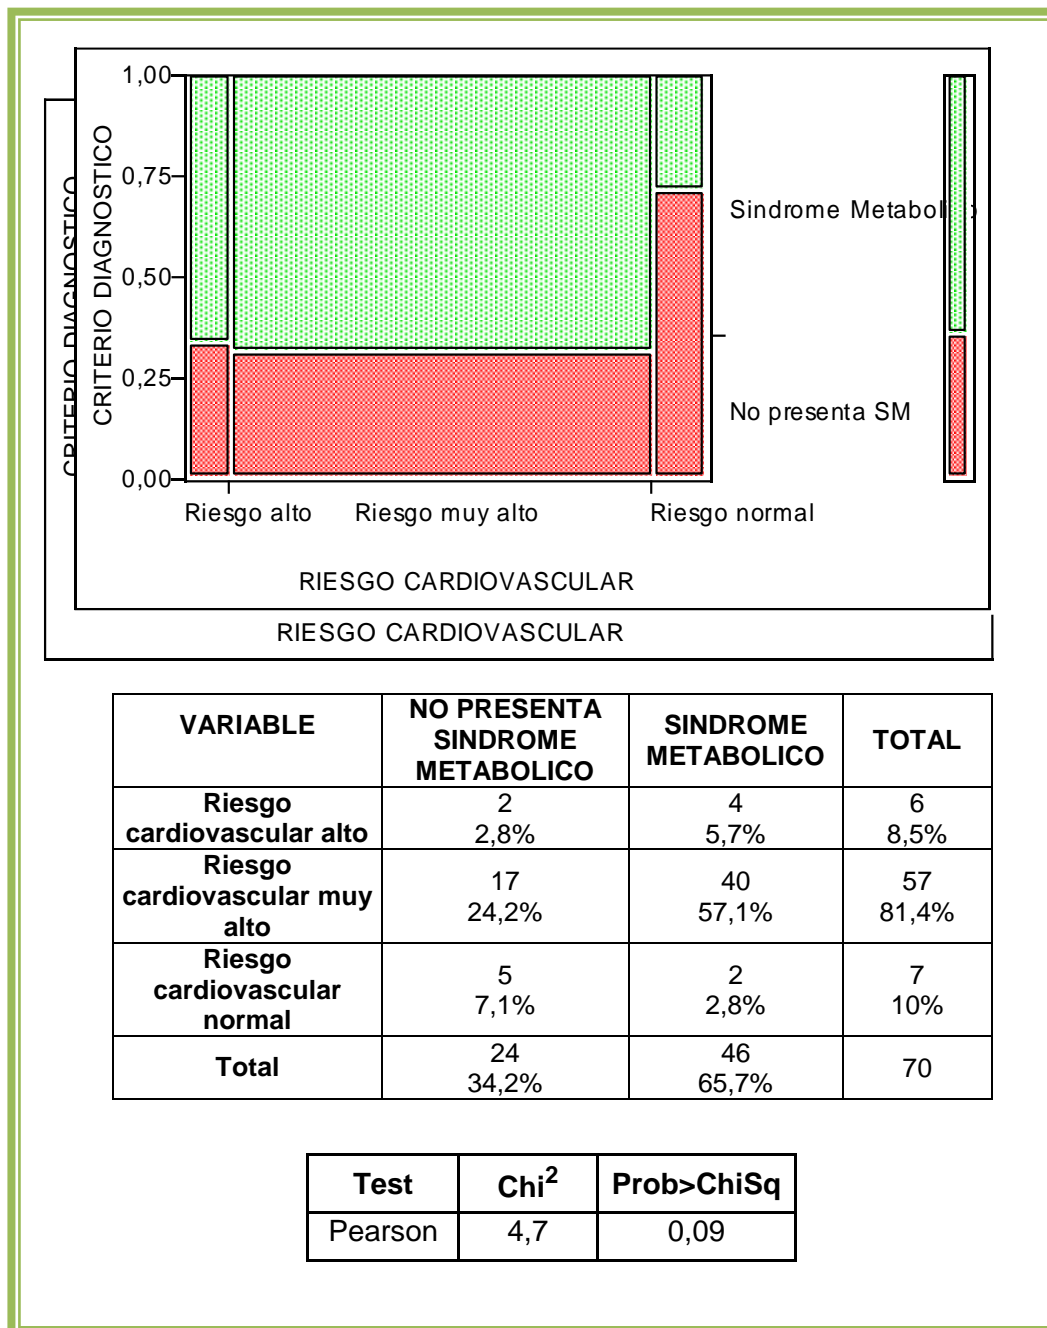 1,00
0,75
0,50
0,25
0,00
CRITERIO DIAGNOSTICO
CRITERIO DIAGNOSTICO
Sindrome Metabolico
No presenta SM
Riesgo alto Riesgo muy alto Riesgo normal
RIESGO CARDIOVASCULAR
RIESGO CARDIOVASCULAR
VARIABLE
NO PRESENTA
SINDROME
METABOLICO
SINDROME
METABOLICO
TOTAL
Riesgo
cardiovascular alto
2
2,8%
4
5,7%
6
8,5%
Riesgo
cardiovascular muy
alto
17
24,2%
40
57,1%
57
81,4%
Riesgo
cardiovascular
normal
5
7,1%
2
2,8%
7
10%
Total
24
34,2%
46
65,7%
70
Test Chi² Prob>ChiSq
Pearson 4,7 0,09